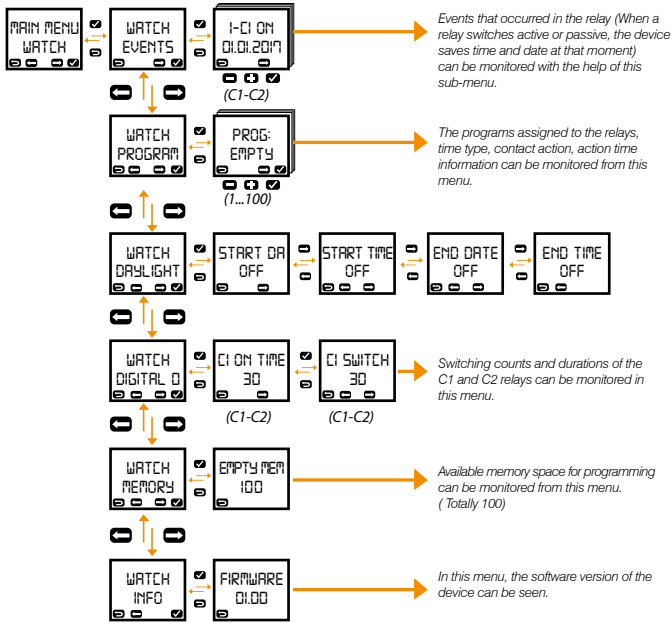 MAIN MENU
WATCH
WATCH
EVENTS
1-C1 ON
01.01.2017
(C1-C2)
Events that occurred in the relay (When a
relay switches active or passive, the device
saves time and date at that moment)
can be monitored with the help of this
sub-menu.
WATCH
PROGRAM
PROG:
EMPTY
(1...100)
The programs assigned to the relays,
time type, contact action, action time
information can be monitored from this
menu.
WATCH
DAYLIGHT
START DA
OFF
START TIME
OFF
END DATE
OFF
END TIME
OFF
WATCH
DIGITAL O
C1 ON TIME
30
(C1-C2)
C1 SWITCH
30
(C1-C2)
Switching counts and durations of the
C1 and C2 relays can be monitored in
this menu.
WATCH
MEMORY
EMPTY MEM
100
Available memory space for programming
can be monitored from this menu.
( Totally 100)
WATCH
INFO
FIRMWARE
01.00
In this menu, the software version of the
device can be seen.